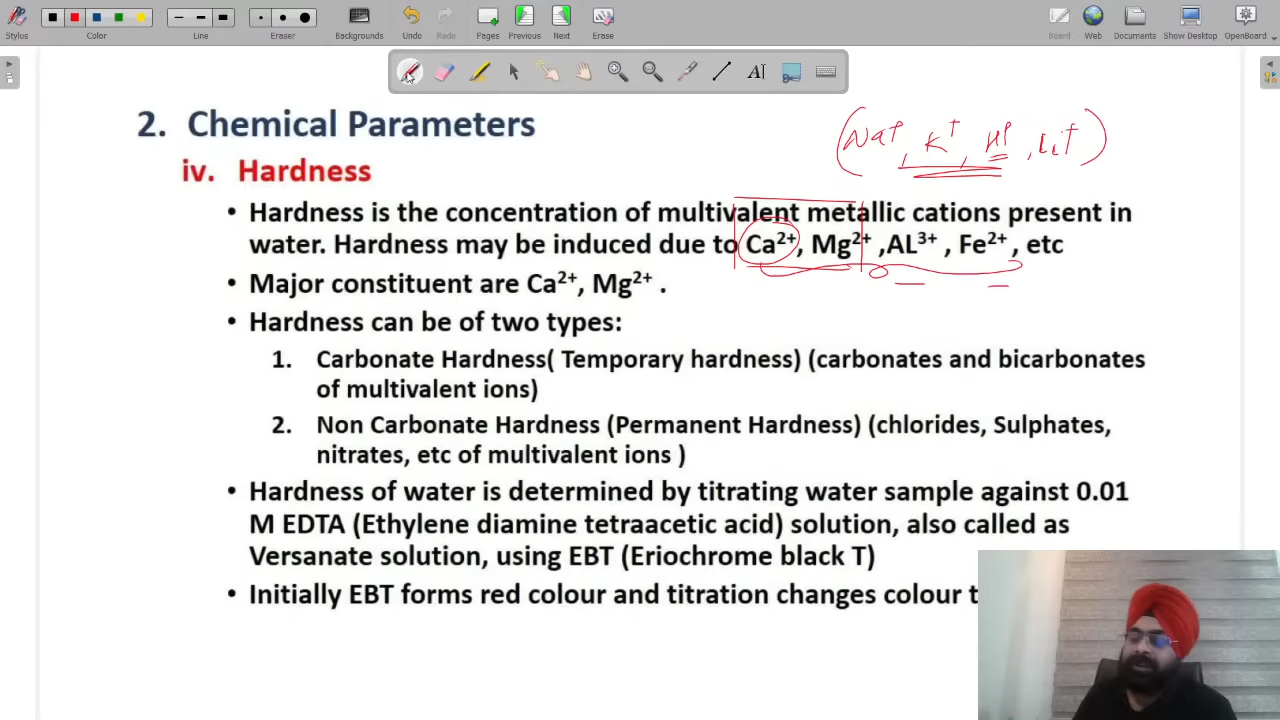 Stylus
Color
Line
Eraser
Backgrounds
Undo
Redo
Pages
Previous
Next
Erase
Board
Web
Documents
Show Desktop
OpenBoard
2. Chemical Parameters
(Na+, K+, H+, Li+)
iv. Hardness
• Hardness is the concentration of multivalent metallic cations present in
water. Hardness may be induced due to Ca2+, Mg2+ ,AL3+ , Fe2+ , etc
• Major constituent are Ca2+, Mg2+ .
• Hardness can be of two types:
1. Carbonate Hardness( Temporary hardness) (carbonates and bicarbonates
of multivalent ions)
2. Non Carbonate Hardness (Permanent Hardness) (chlorides, Sulphates,
nitrates, etc of multivalent ions )
• Hardness of water is determined by titrating water sample against 0.01
M EDTA (Ethylene diamine tetraacetic acid) solution, also called as
Versanate solution, using EBT (Eriochrome black T)
• Initially EBT forms red colour and titration changes colour t